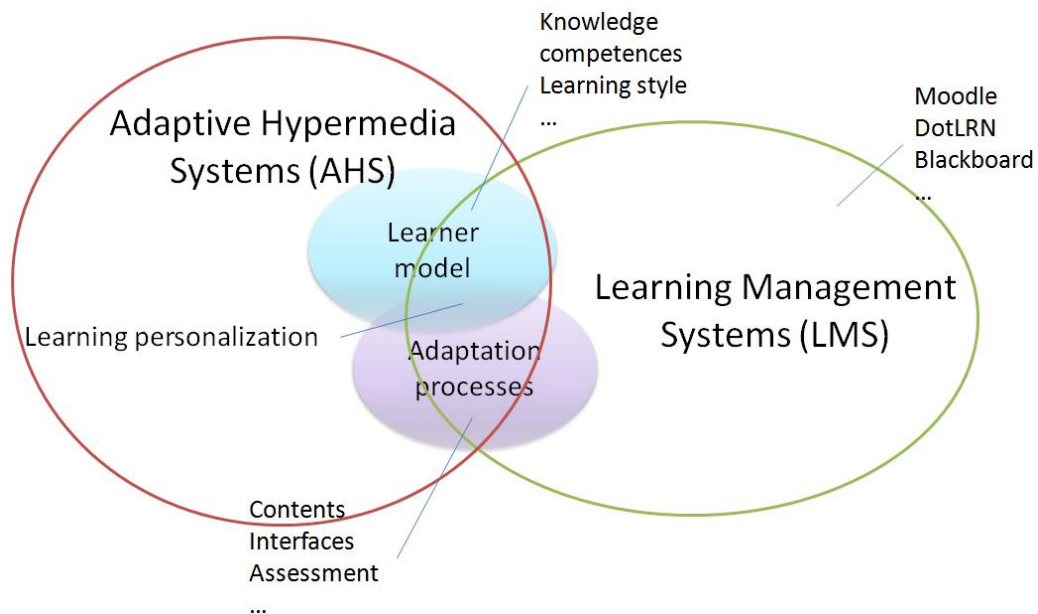 Knowledge
competences
Learning style
...
Adaptive Hypermedia
Systems (AHS)
Moodle
DotLRN
Blackboard
...
Learner
model
Learning Management
Systems (LMS)
Learning personalization
Adaptation
processes
Contents
Interfaces
Assessment
...